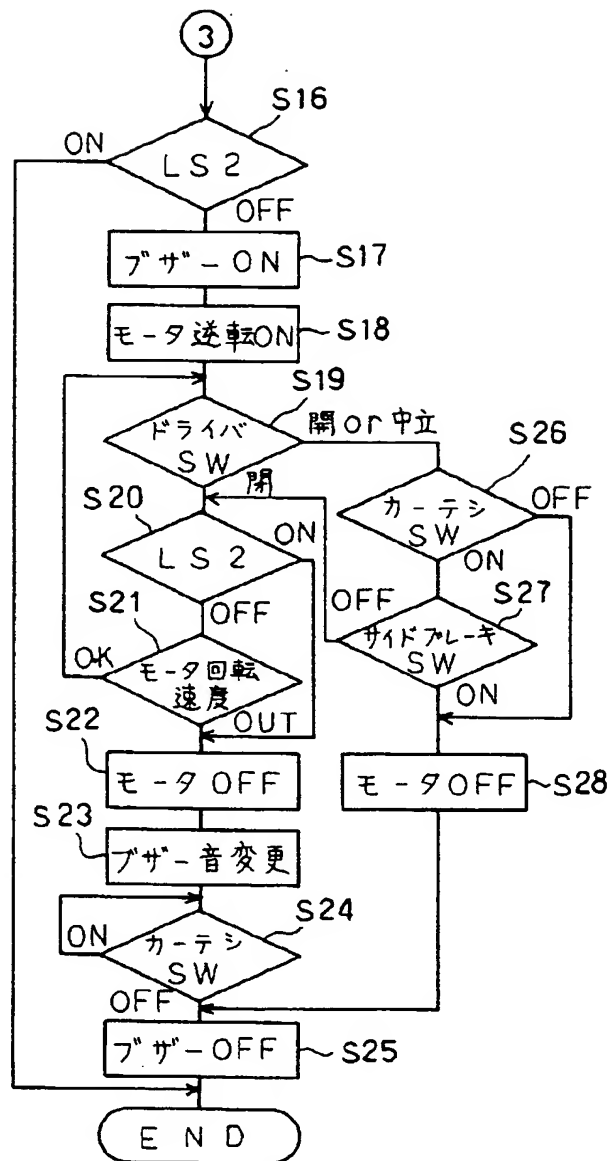 3
S16
ON
LS2
OFF
ブザーON
S17
モータ逆転ON
S18
S19
ドライバ
SW
開or中立
S26
閉
カーテシ
SW
OFF
ON
S20
LS2
ON
OFF
S27
OFF
サイドブレーキ
SW
ON
S21
OK
モータ回転
速度
OUT
S22
モータOFF
モータOFF
S28
S23
ブザー音変更
S24
ON
カーテシ
SW
OFF
ブザーOFF
S25
END